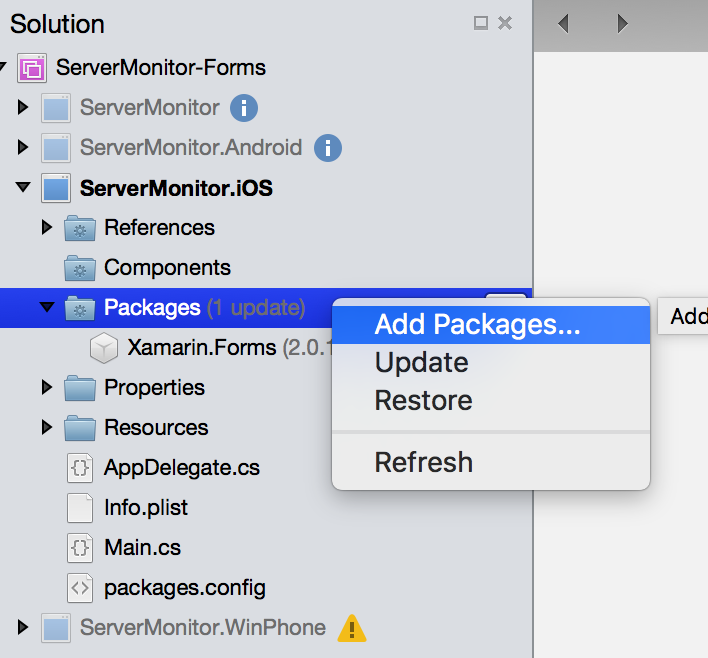 Solution
ServerMonitor-Forms
ServerMonitor
ServerMonitor.Android
ServerMonitor.iOS
References
Components
Packages (1 update)
Add Packages...
Add
Update
Restore
Refresh
Xamarin.Forms (2.0.1
Properties
Resources
AppDelegate.cs
Info.plist
Main.cs
packages.config
ServerMonitor.WinPhone